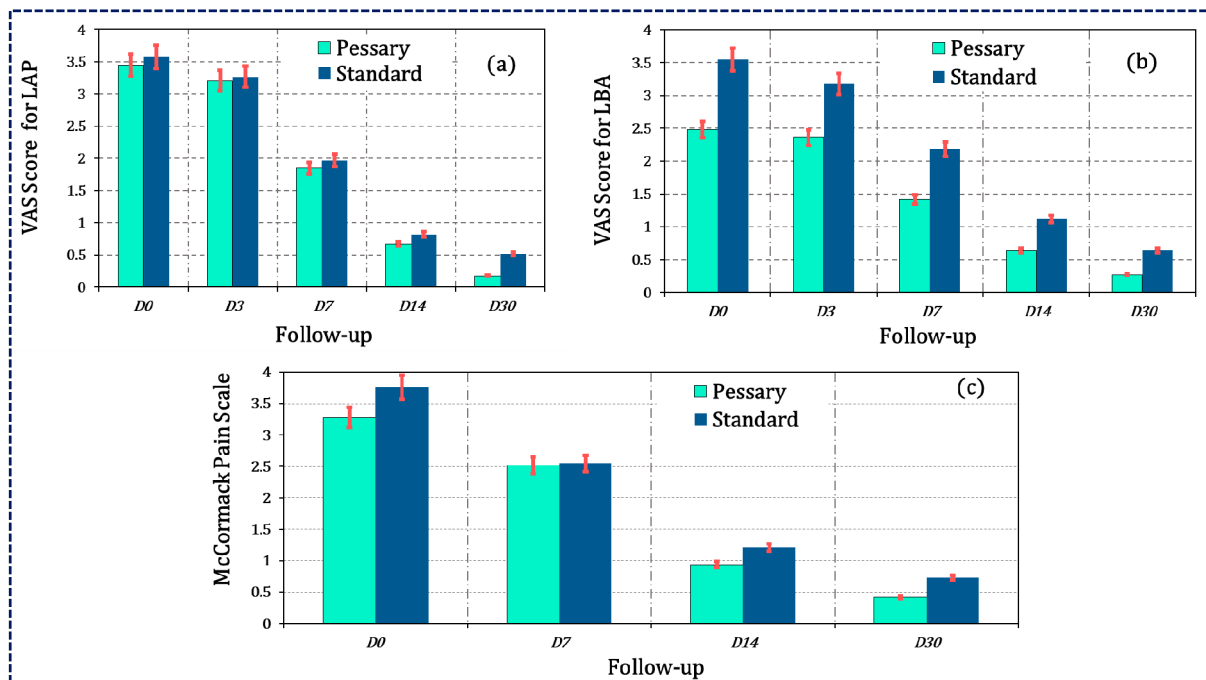 VAS Score for LAP
4
3.5
3
2.5
2
1.5
1
0.5
0
Pessary
Standard
(a)
D0 D3 D7 D14 D30
Follow-up
VAS Score for LBA
4
3.5
3
2.5
2
1.5
1
0.5
0
Pessary
Standard
(b)
D0 D3 D7 D14 D30
Follow-up
McCormack Pain Scale
4
3.5
3
2.5
2
1.5
1
0.5
0
Pessary
Standard
(c)
D0 D7 D14 D30
Follow-up